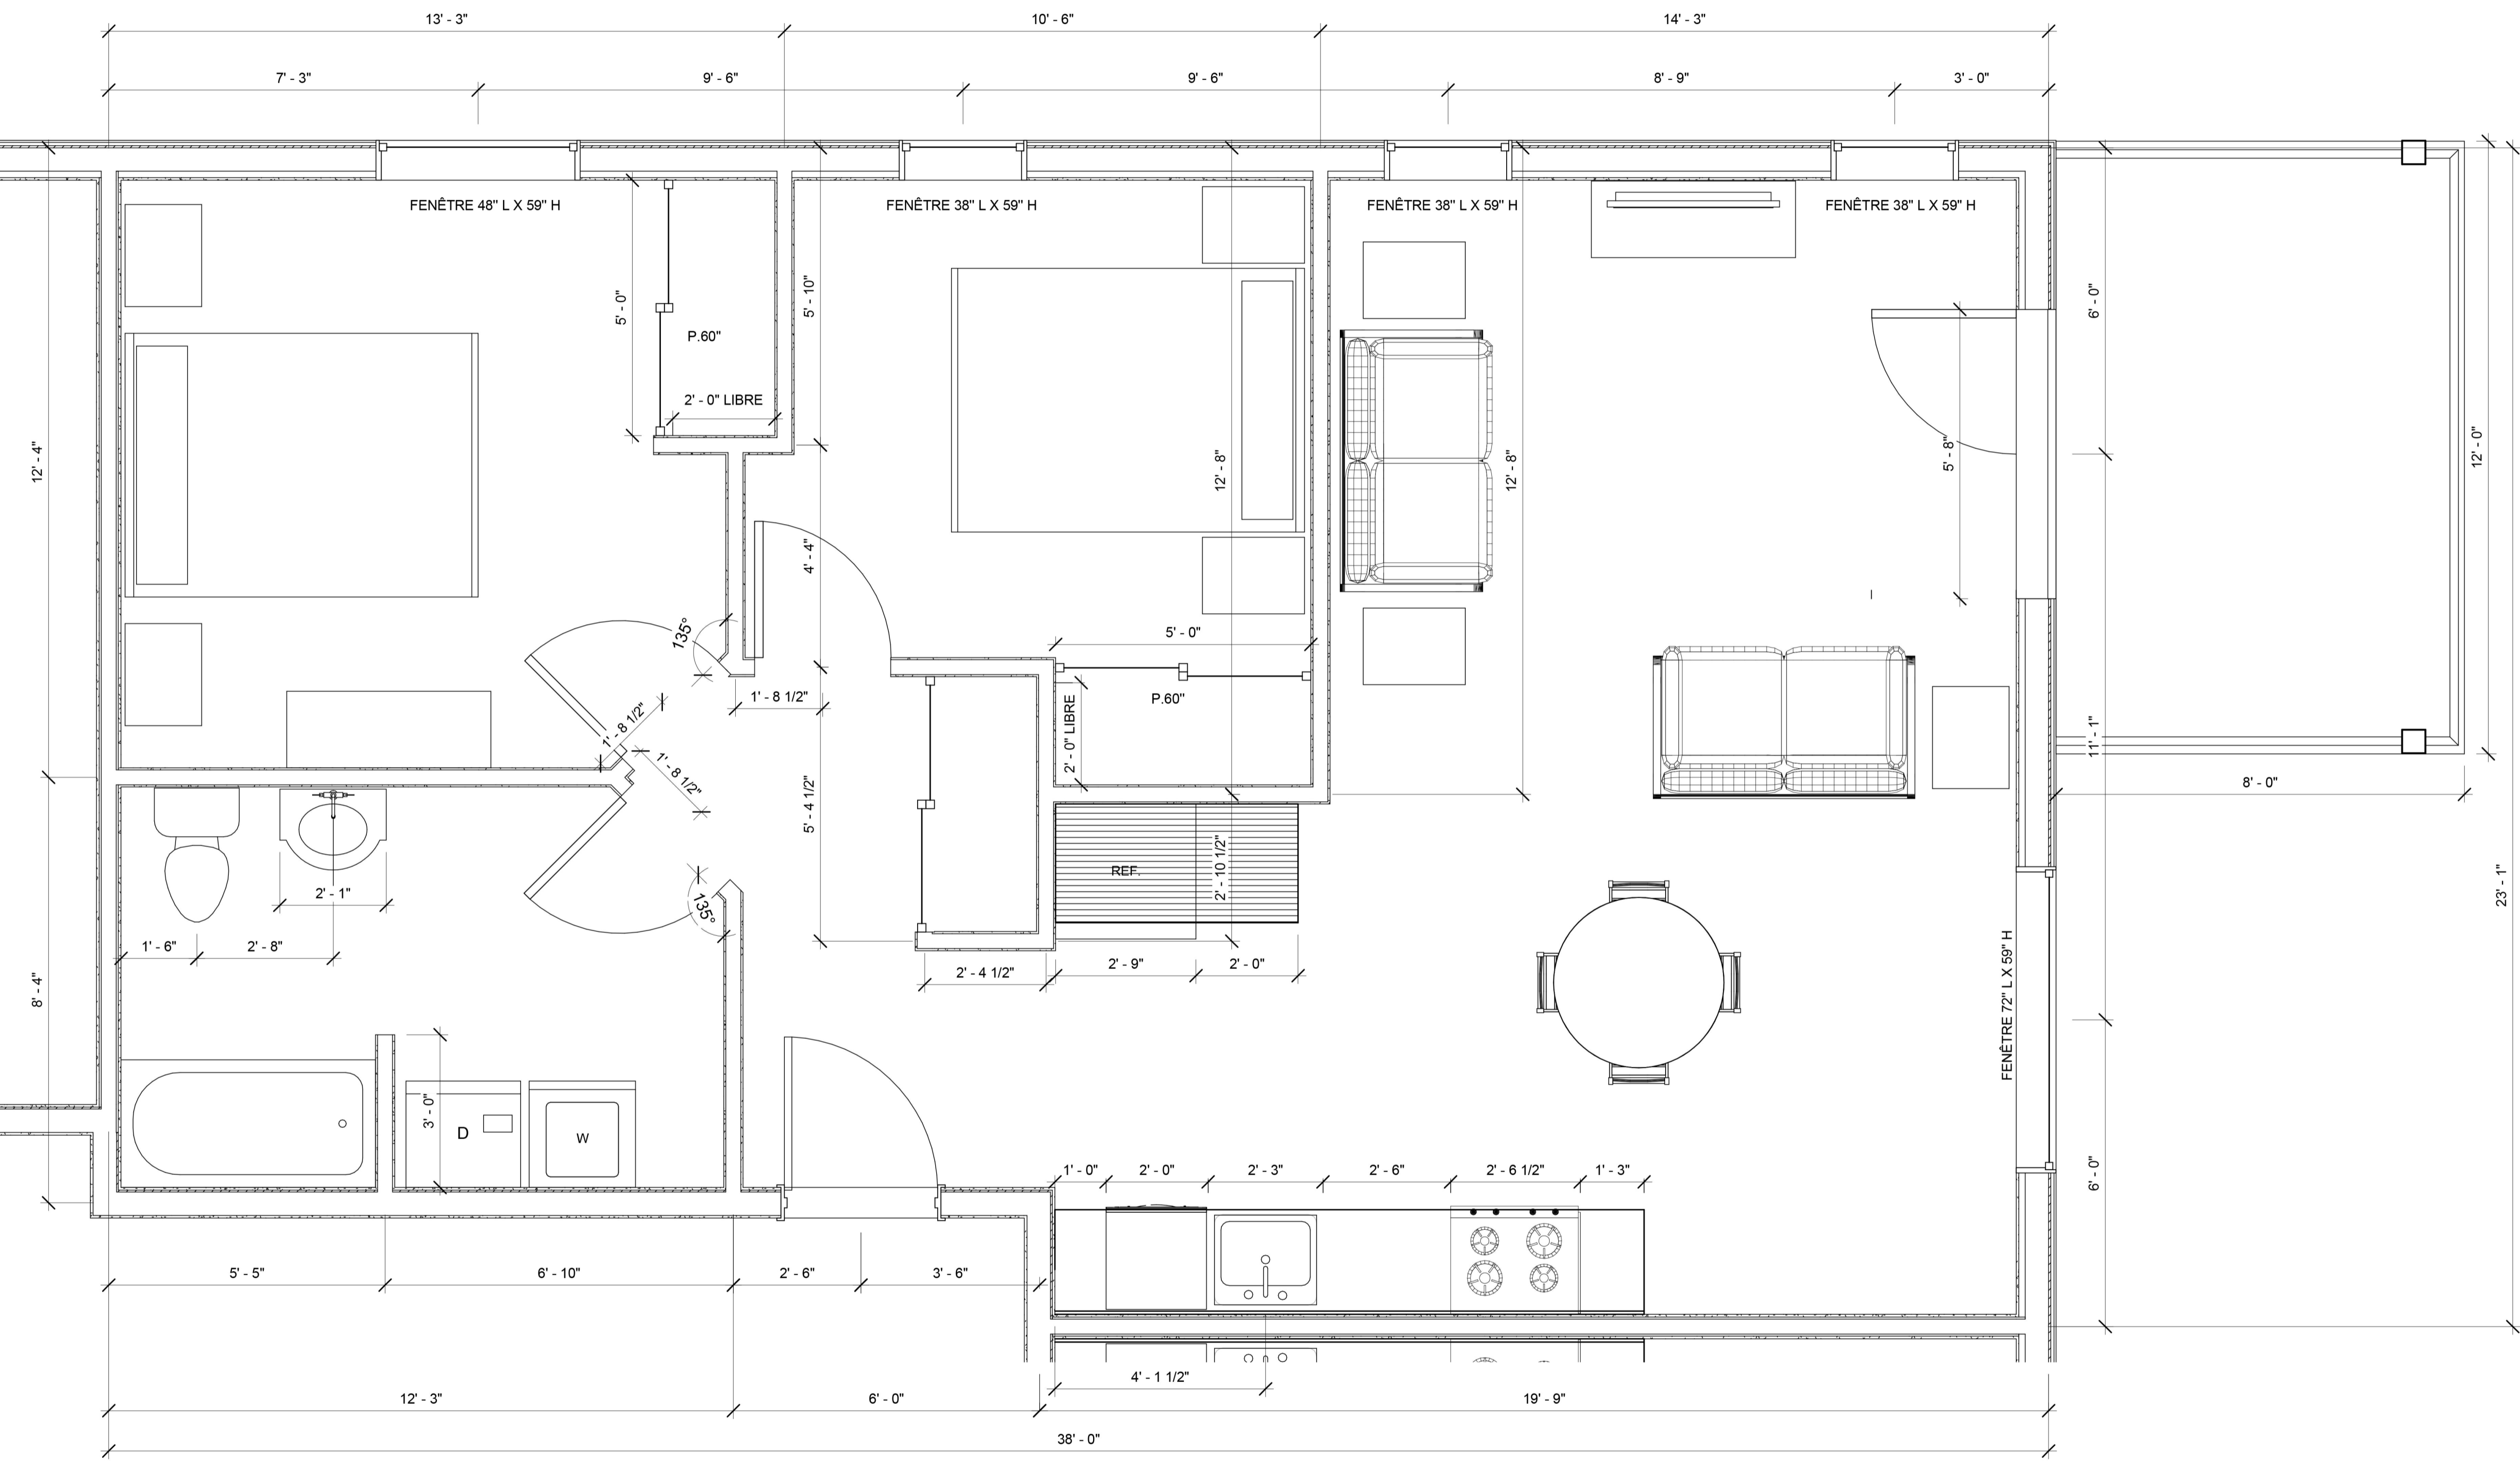 13' - 3"
10' - 6"
14' - 3"
7' - 3"
9' - 6"
9' - 6"
8' - 9"
3' - 0"
FENÊTRE 48" L X 59" H
FENÊTRE 38" L X 59" H
FENÊTRE 38" L X 59" H
FENÊTRE 38" L X 59" H
5' - 0"
5' - 10"
6' - 0"
P.60"
2' - 0" LIBRE
12' - 4"
12' - 8"
12' - 8"
5' - 8"
12' - 0"
4' - 4"
135°
5' - 0"
1' - 8 1/2"
P.60"
1' - 8 1/2"
2' - 0" LIBRE
11' - 1"
1' - 8 1/2"
8' - 0"
5' - 4 1/2"
REF.
2' - 10 1/2"
23' - 1"
2' - 1"
135°
1' - 6"
2' - 8"
8' - 4"
2' - 4 1/2"
2' - 9"
2' - 0"
FENÊTRE 72" L X 59" H
3' - 0"
D
W
1' - 0"
2' - 0"
2' - 3"
2' - 6"
2' - 6 1/2"
1' - 3"
6' - 0"
5' - 5"
6' - 10"
2' - 6"
3' - 6"
4' - 1 1/2"
12' - 3"
6' - 0"
19' - 9"
38' - 0"